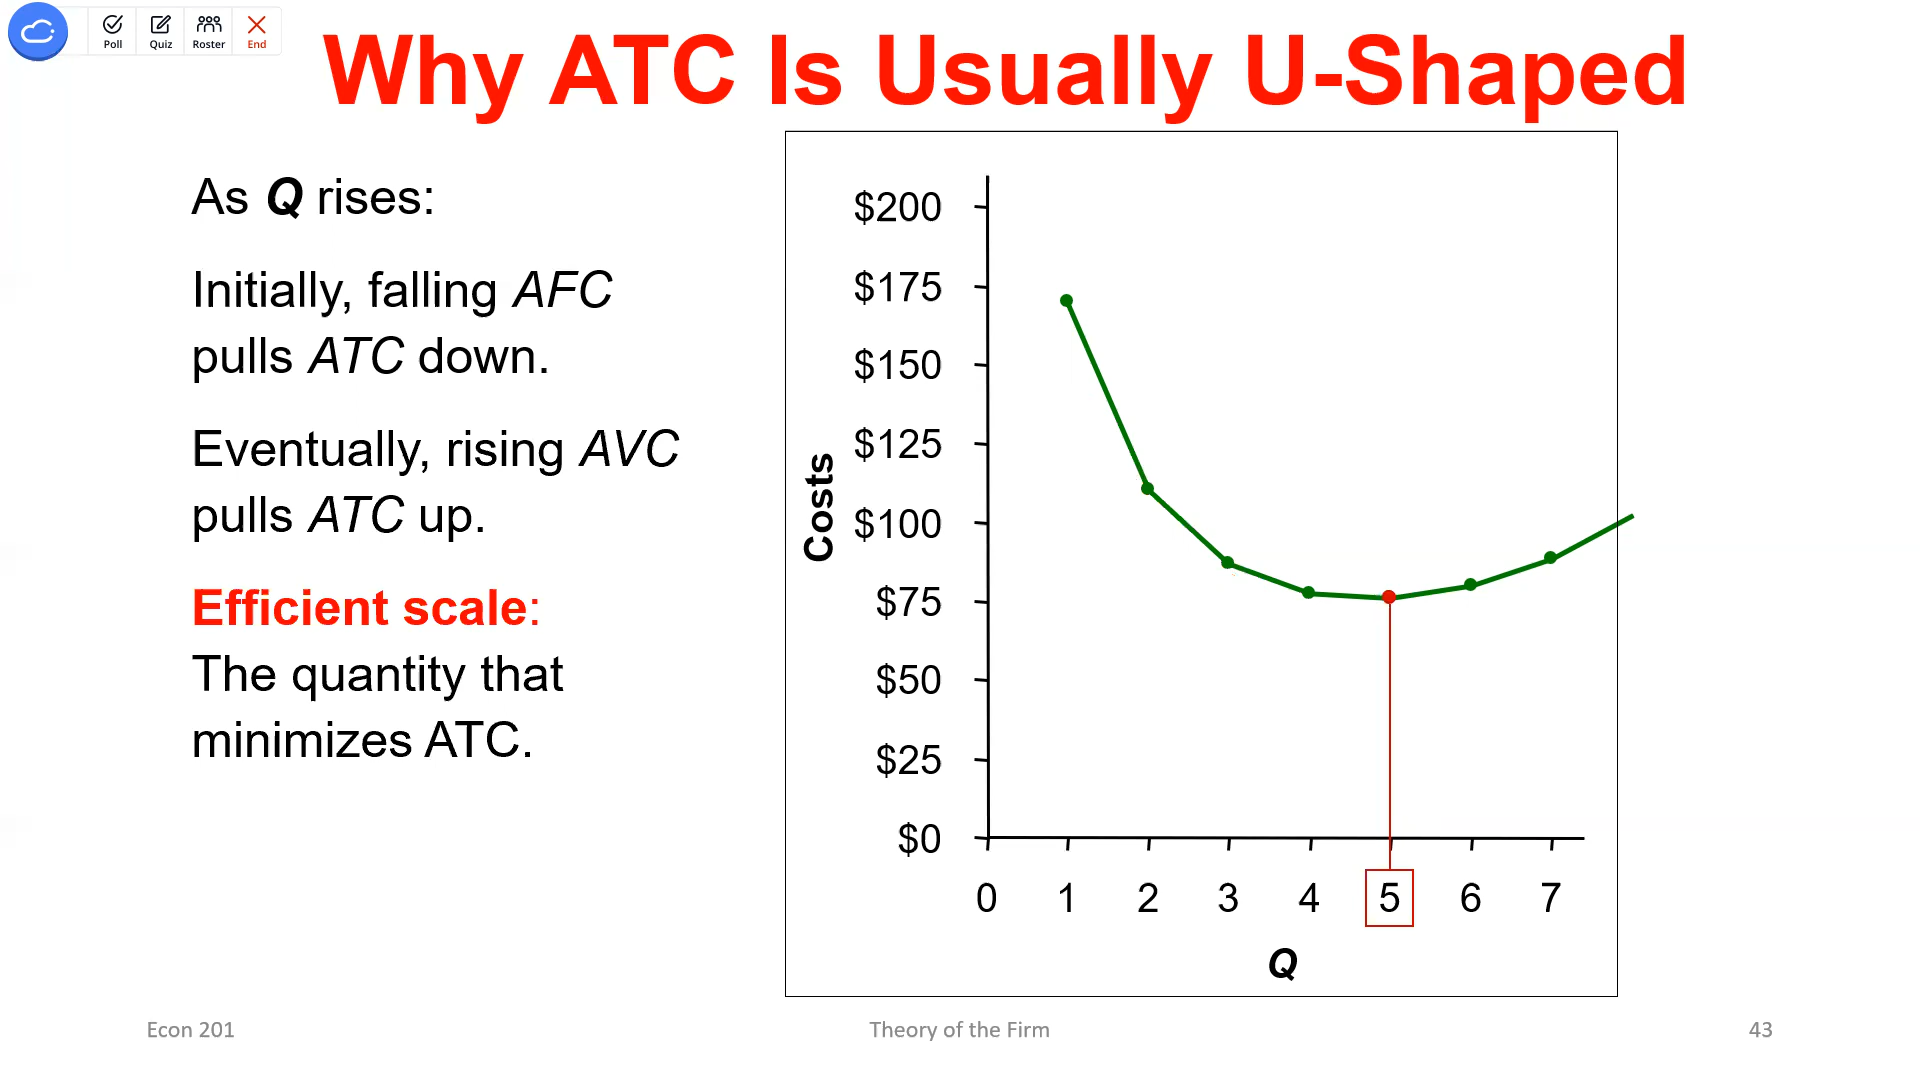 Poll Quiz Roster End
Why ATC Is Usually U-Shaped
As Q rises:
Initially, falling AFC
pulls ATC down.
Eventually, rising AVC
pulls ATC up.
Efficient scale:
The quantity that
minimizes ATC.
Costs
$200
$175
$150
$125
$100
$75
$50
$25
$0
0 1 2 3 4 5 6 7
Q
Econ 201
Theory of the Firm
43